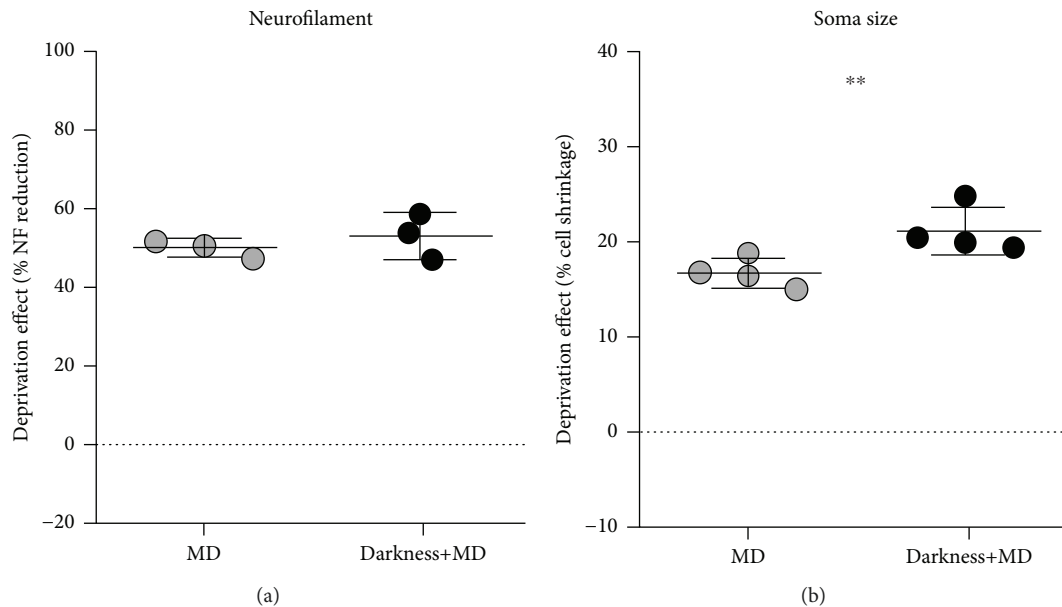 Neurofilament
Deprivation effect (% NF reduction)
100
80
60
40
20
0
−20
MD
Darkness+MD
(a)
Soma size
Deprivation effect (% cell shrinkage)
40
30
20
10
0
−10
**
MD
Darkness+MD
(b)